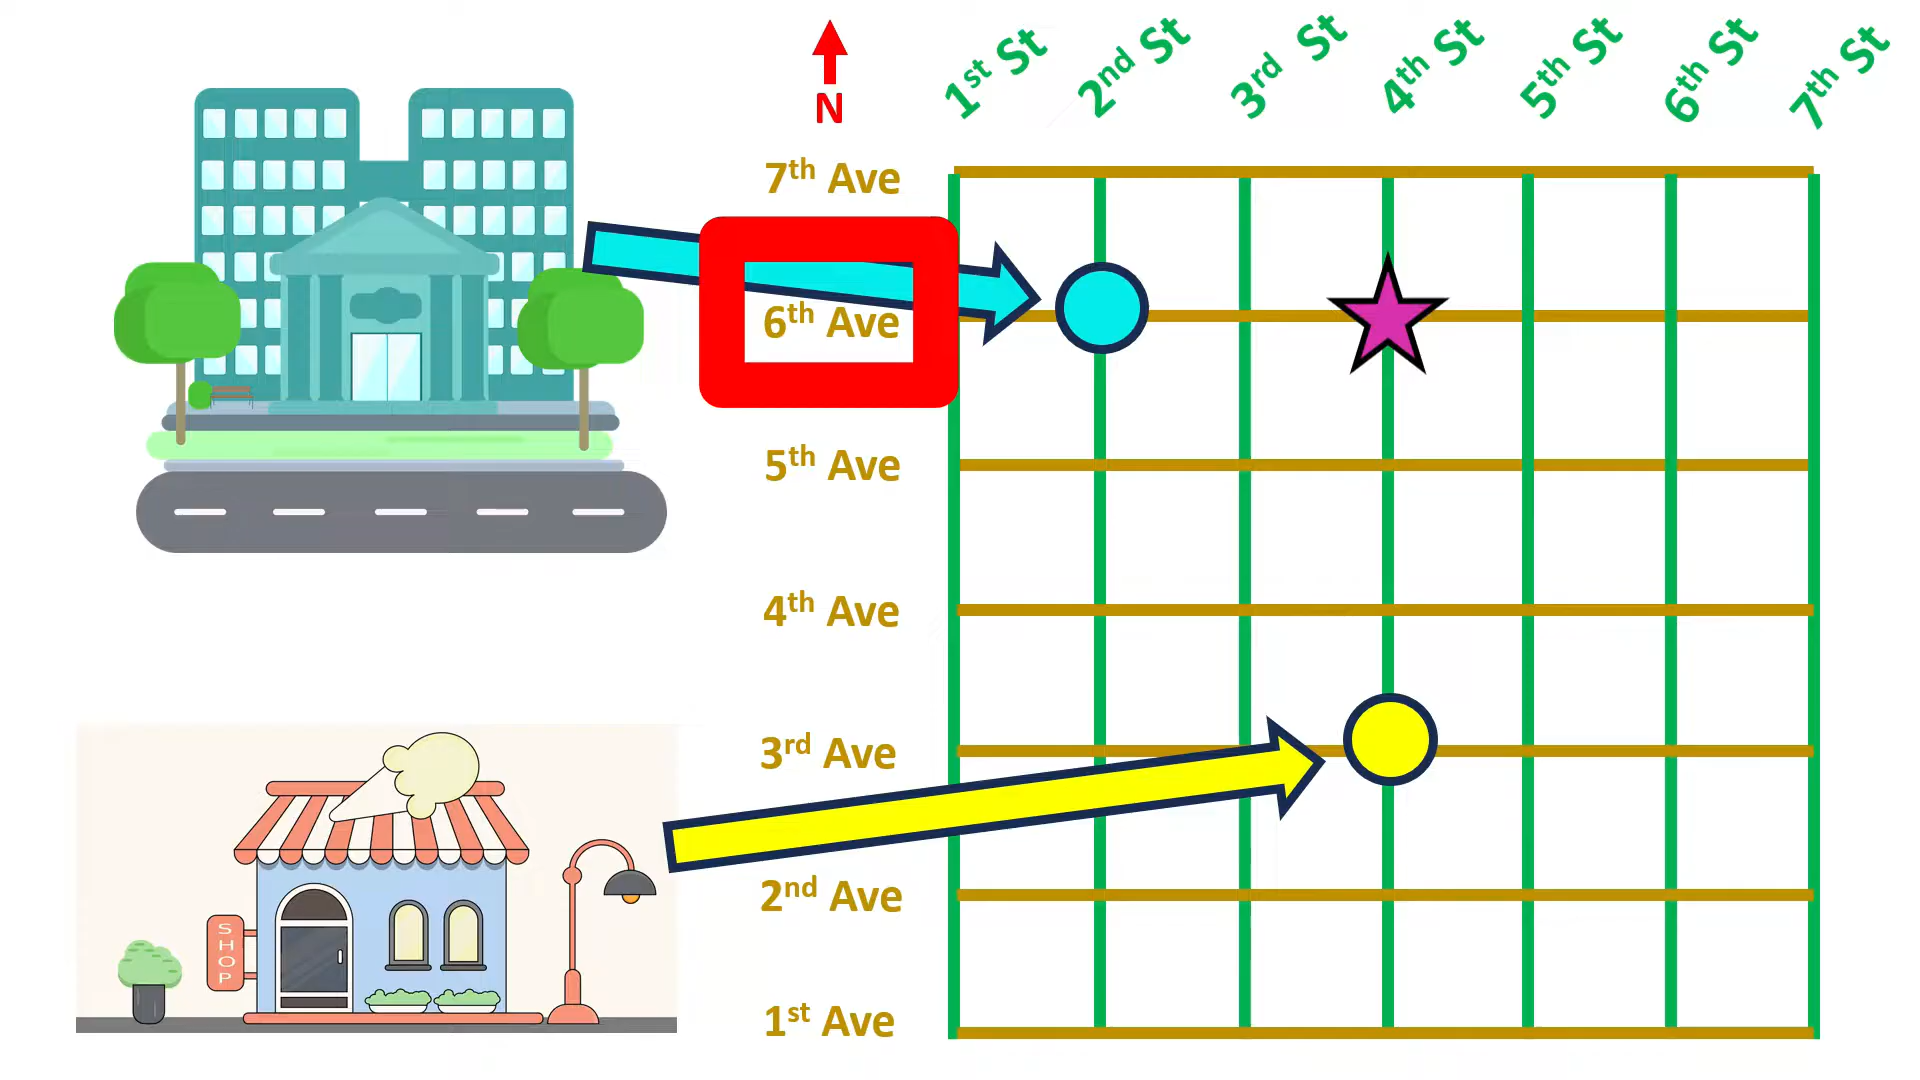 1st St
2nd St
3rd St
4th St
5th St
6th St
7th St
N
7th Ave
6th Ave
5th Ave
4th Ave
3rd Ave
2nd Ave
1st Ave
SHOP